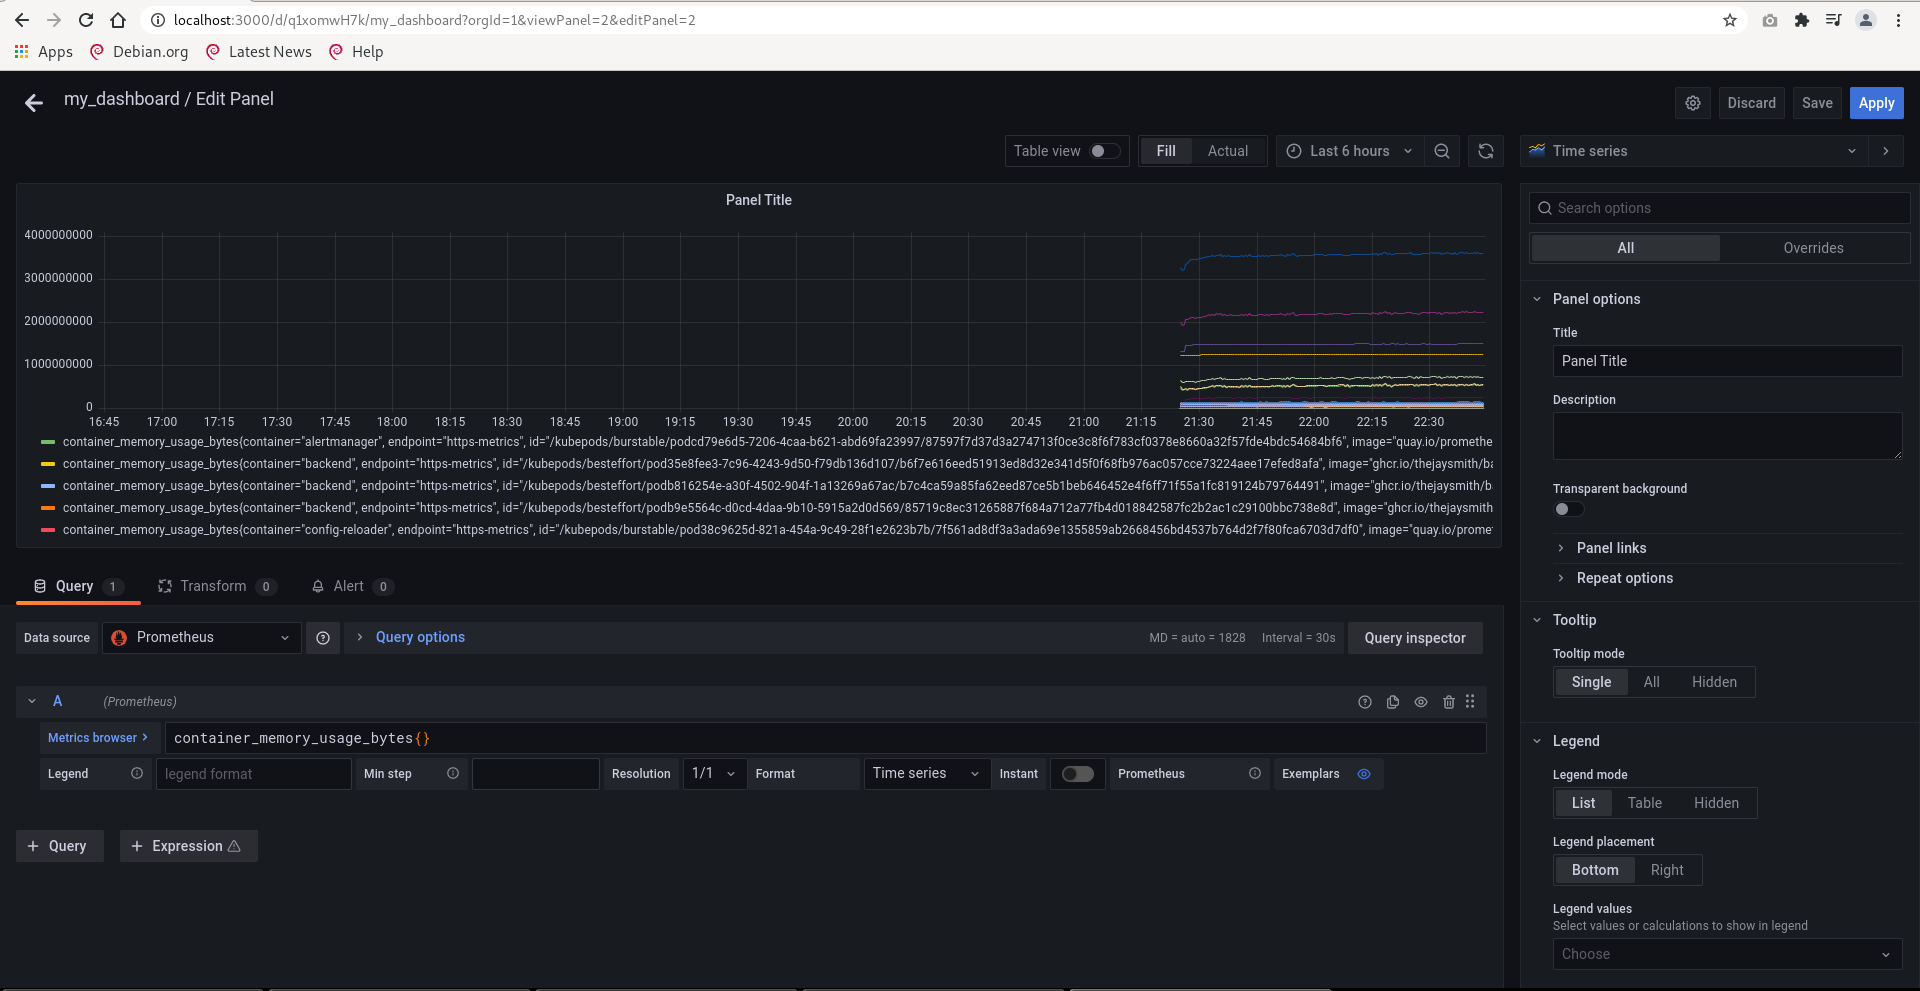 localhost:3000/d/q1xomwH7k/my_dashboard?orgId=1&viewPanel=2&editPanel=2
Apps Debian.org Latest News Help
my_dashboard / Edit Panel
Discard Save Apply
Table view Fill Actual Last 6 hours Time series
Panel Title
4000000000
3000000000
2000000000
1000000000
0
16:45 17:00 17:15 17:30 17:45 18:00 18:15 18:30 18:45 19:00 19:15 19:30 19:45 20:00 20:15 20:30 20:45 21:00 21:15 21:30 21:45 22:00 22:15 22:30
container_memory_usage_bytes{container="alertmanager", endpoint="https-metrics", id="/kubepods/burstable/podcd79e6d5-7206-4caa-b621-abd69fa23997/87597f7d37d3a274713f0ce3c8f6f783cf0378e8660a32f57fde4bdc54684bf6", image="quay.io/promethe
container_memory_usage_bytes{container="backend", endpoint="https-metrics", id="/kubepods/besteffort/pod35e8fee3-7c96-4243-9d50-f79db136d107/b6f7e616eed51913ed8d32e341d5f0f68fb976ac057cce73224aee17efed8afa", image="ghcr.io/thejaysmith/ba
container_memory_usage_bytes{container="backend", endpoint="https-metrics", id="/kubepods/besteffort/podb816254e-a30f-4502-904f-1a13269a67ac/b7c4ca59a85fa62eed87ce5b1beb646452e4f6ff71f55a1fc819124b79764491", image="ghcr.io/thejaysmith/b
container_memory_usage_bytes{container="backend", endpoint="https-metrics", id="/kubepods/besteffort/podb9e5564c-d0cd-4daa-9b10-5915a2d0d569/85719c8ec31265887f684a712a77fb4d018842587fc2b2ac1c29100bbc738e8d", image="ghcr.io/thejaysmith
container_memory_usage_bytes{container="config-reloader", endpoint="https-metrics", id="/kubepods/burstable/pod38c9625d-821a-454a-9c49-28f1e2623b7b/7f561ad8df3a3ada69e1355859ab2668456bd4537b764d2f7f80fca6703d7df0", image="quay.io/prome
Query 1 Transform 0 Alert 0
Data source Prometheus Query options MD = auto = 1828 Interval = 30s Query inspector
A (Prometheus)
Metrics browser container_memory_usage_bytes{}
Legend legend format Min step Resolution 1/1 Format Time series Instant Prometheus Exemplars
+ Query + Expression
Search options
All Overrides
Panel options
Title
Panel Title
Description
Transparent background
Panel links
Repeat options
Tooltip
Tooltip mode
Single All Hidden
Legend
Legend mode
List Table Hidden
Legend placement
Bottom Right
Legend values
Select values or calculations to show in legend
Choose